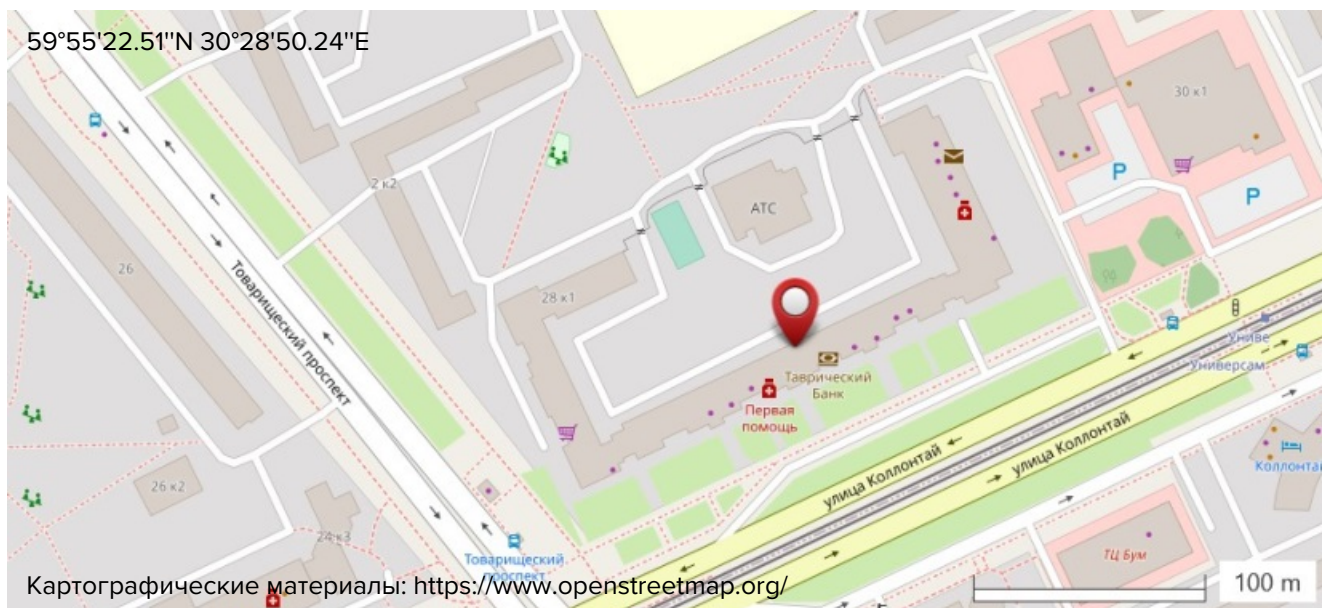 59°55'22.51"N 30°28'50.24"E
30 к1
P
P
2 к2
АТС
26
Товарищеский проспект
28 к1
Таврический
Банк
Первая
помощь
Униве
Универсам
улица Коллонтай
улица Коллонтай
Коллонтай
26 к2
24 к3
Товарищеский
проспект
ТЦ Бум
Картографические материалы: https://www.openstreetmap.org/
100 m